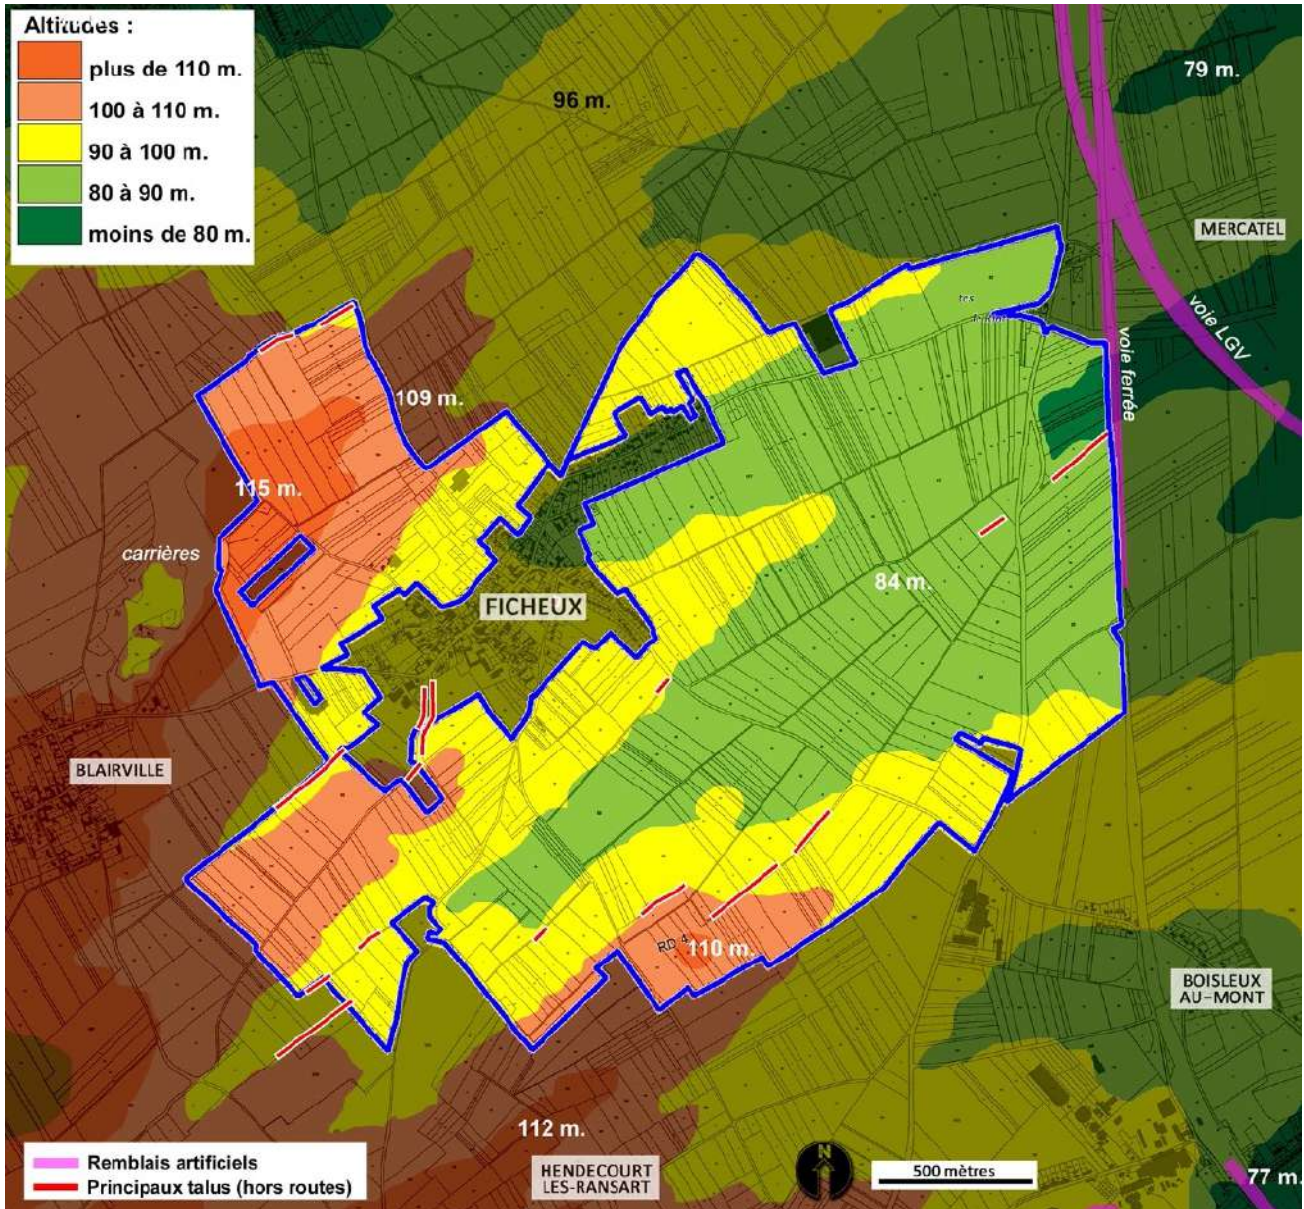 Altitudes :
plus de 110 m.
100 à 110 m.
90 à 100 m.
80 à 90 m.
moins de 80 m.
96 m.
79 m.
MERCATEL
voie LGV
voie ferrée
109 m.
115 m.
carrières
FICHEUX
84 m.
BLAIRVILLE
RD 4
110 m.
BOISLEUX
AU-MONT
112 m.
HENDECOURT
LES-RANSART
N
500 mètres
77 m.
Remblais artificiels
Principaux talus (hors routes)